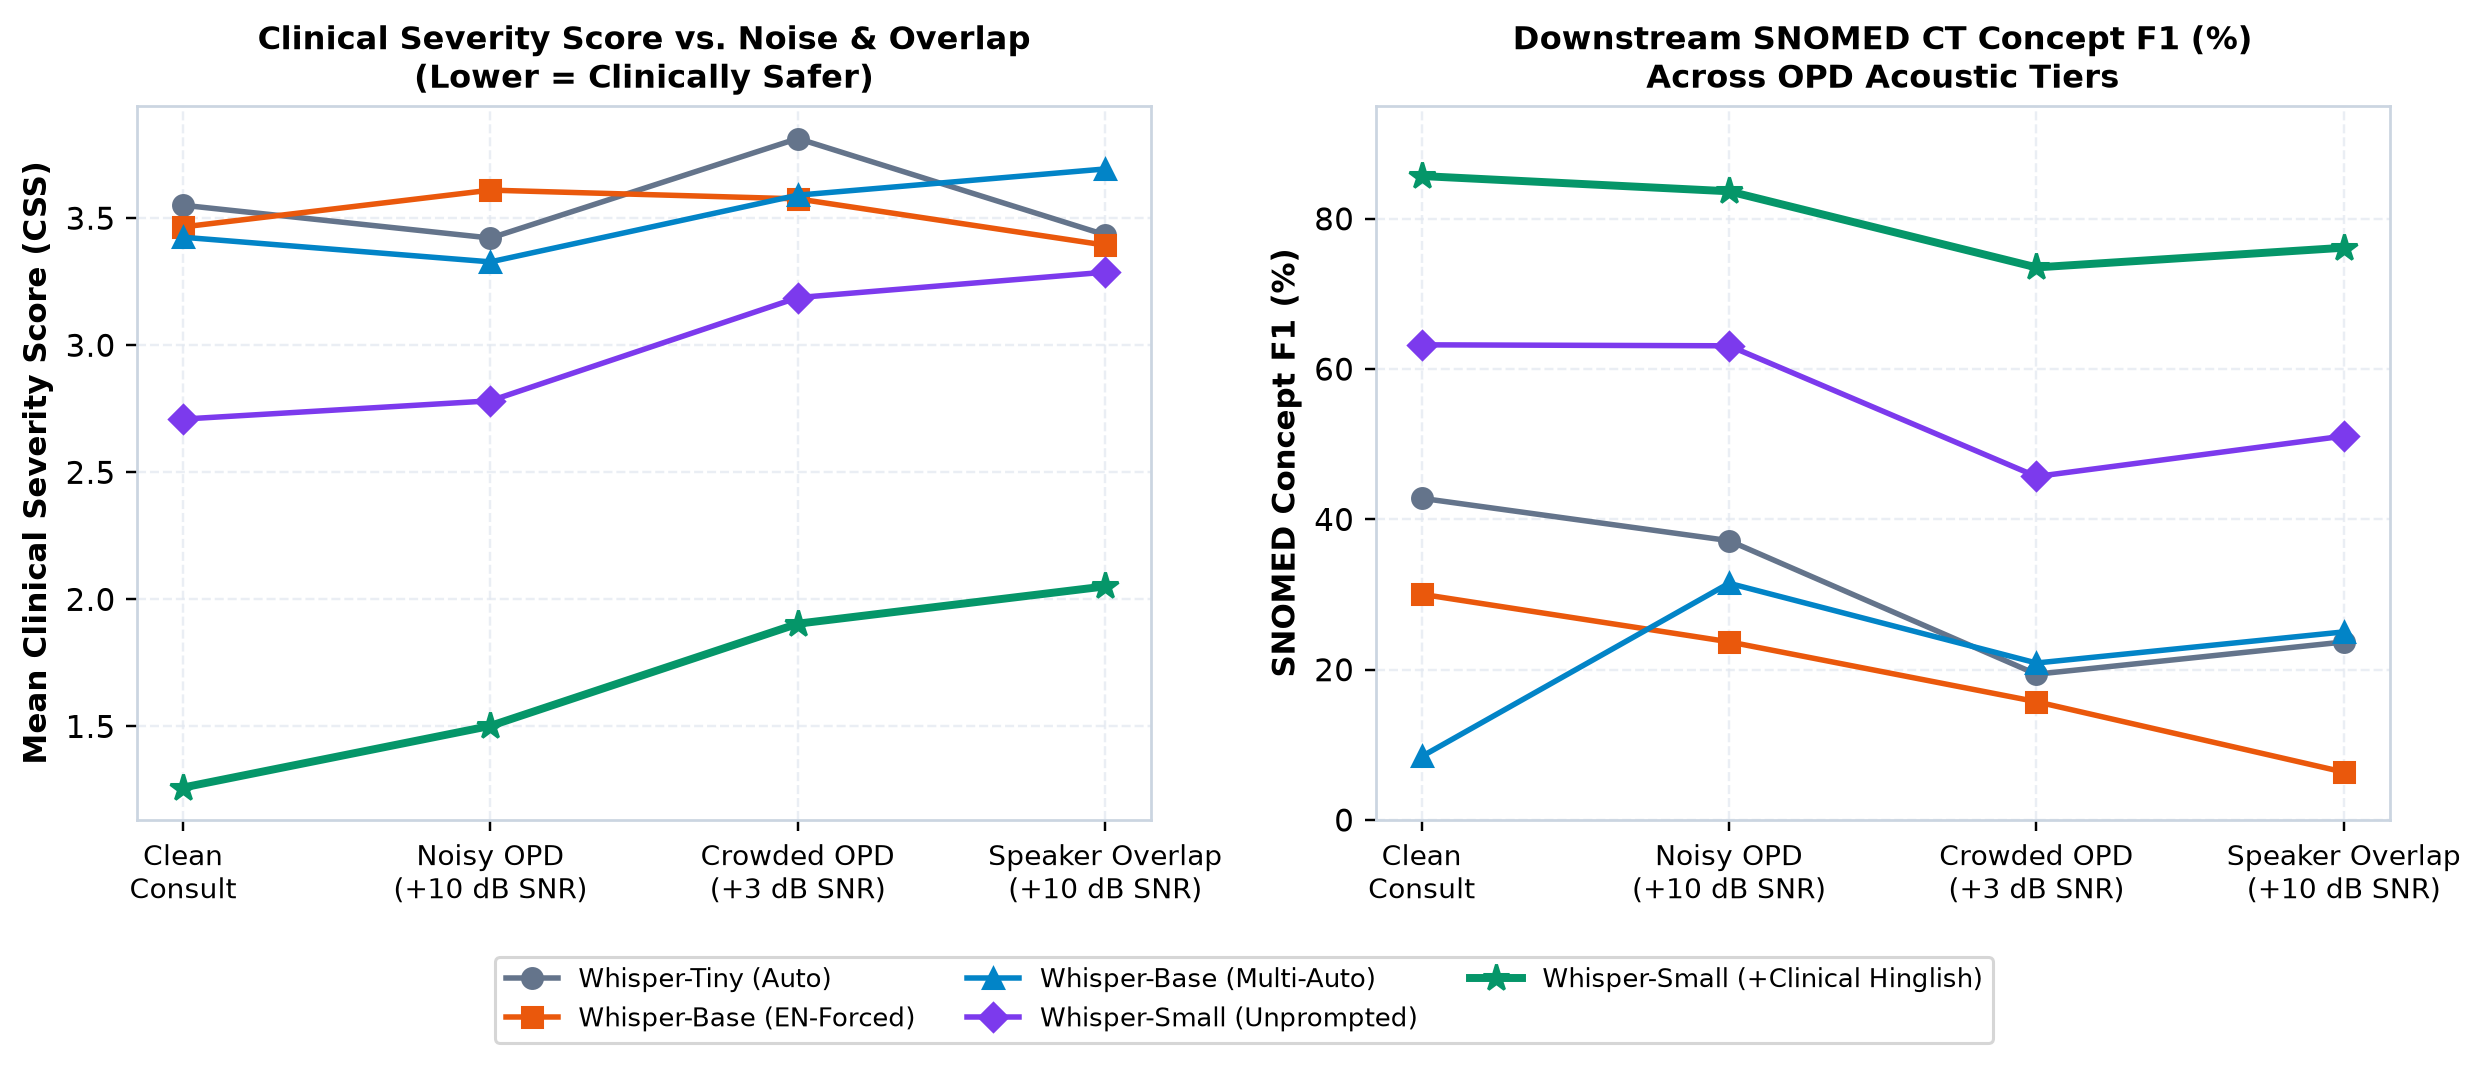 Clinical Severity Score vs. Noise & Overlap
(Lower = Clinically Safer)
Mean Clinical Severity Score (CSS)
3.5
3.0
2.5
2.0
1.5
Clean
Consult
Noisy OPD
(+10 dB SNR)
Crowded OPD
(+3 dB SNR)
Speaker Overlap
(+10 dB SNR)
Downstream SNOMED CT Concept F1 (%)
Across OPD Acoustic Tiers
SNOMED Concept F1 (%)
80
60
40
20
0
Clean
Consult
Noisy OPD
(+10 dB SNR)
Crowded OPD
(+3 dB SNR)
Speaker Overlap
(+10 dB SNR)
Whisper-Tiny (Auto)
Whisper-Base (EN-Forced)
Whisper-Base (Multi-Auto)
Whisper-Small (Unprompted)
Whisper-Small (+Clinical Hinglish)